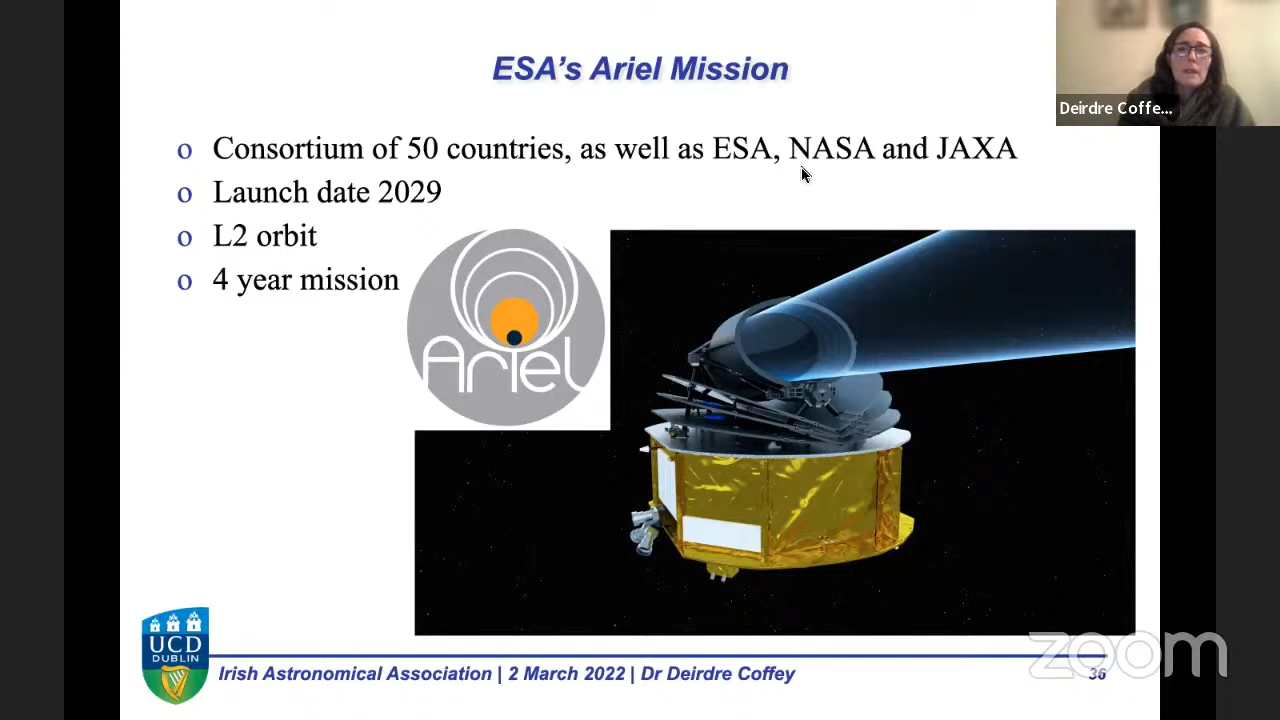 ESA's Ariel Mission
Deirdre Coffe...
o Consortium of 50 countries, as well as ESA, NASA and JAXA
o Launch date 2029
o L2 orbit
o 4 year mission
Ariel
UCD
DUBLIN
Irish Astronomical Association | 2 March 2022 | Dr Deirdre Coffey
36
zoom